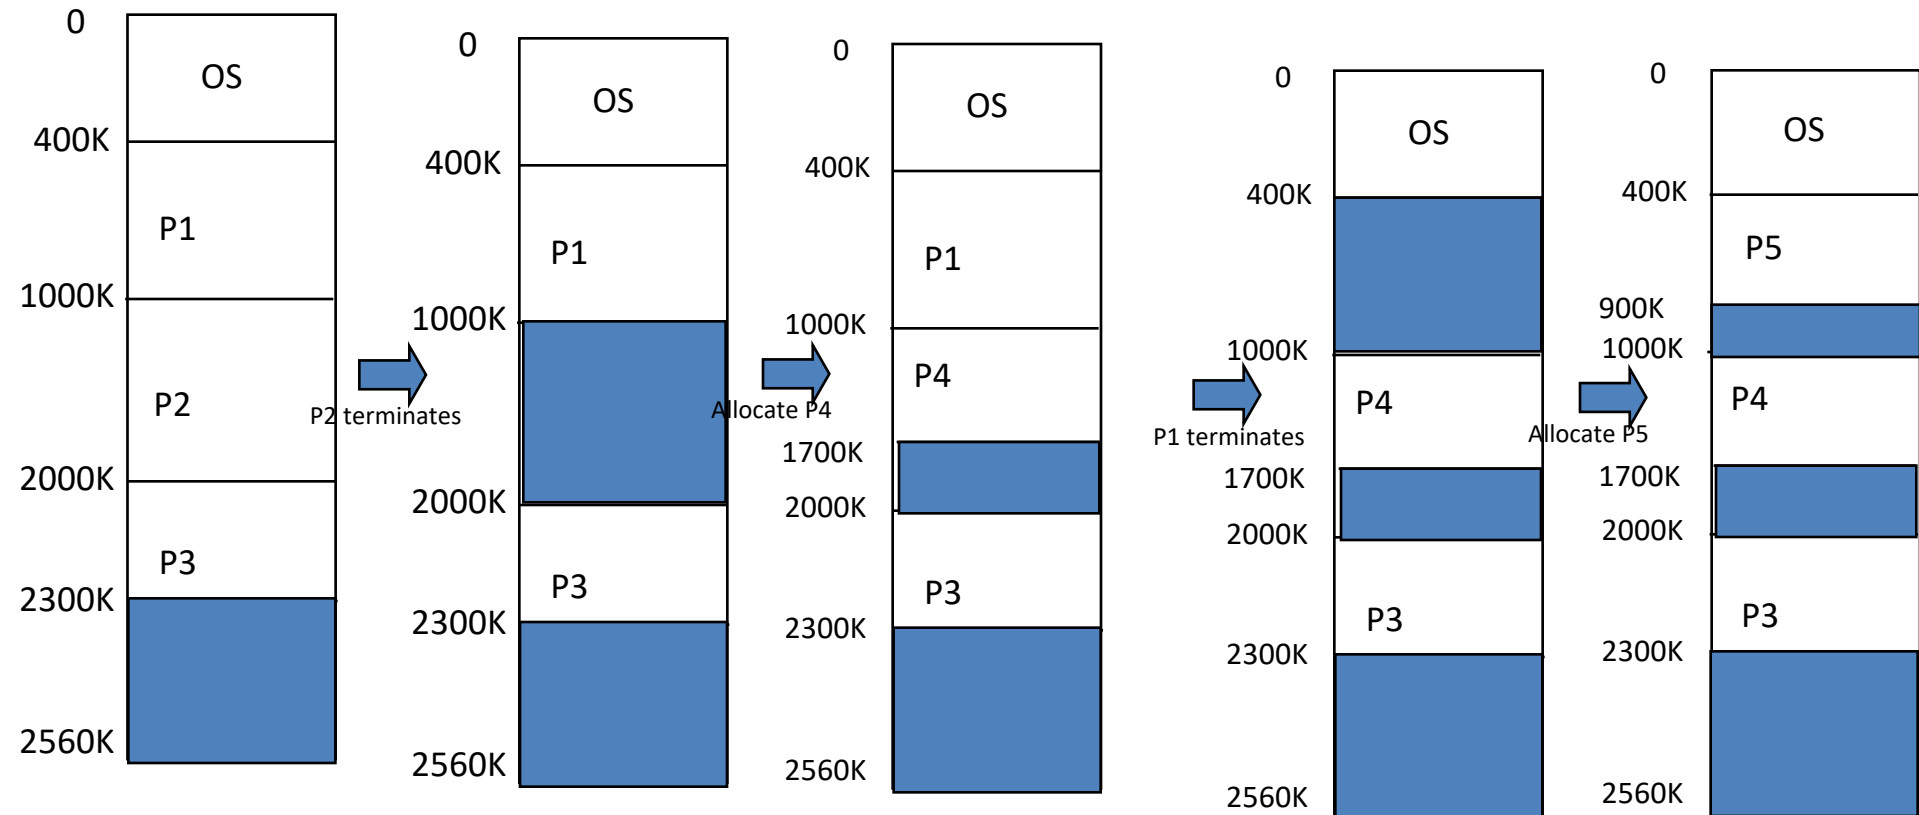 0
OS
400K
P1
1000K
P2
2000K
P3
2300K
2560K
P2 terminates
0
OS
400K
P1
1000K
2000K
P3
2300K
2560K
Allocate P4
0
OS
400K
P1
1000K
P4
1700K
2000K
P3
2300K
2560K
P1 terminates
0
OS
400K
1000K
P4
1700K
2000K
P3
2300K
2560K
Allocate P5
0
OS
400K
P5
900K
1000K
P4
1700K
2000K
P3
2300K
2560K